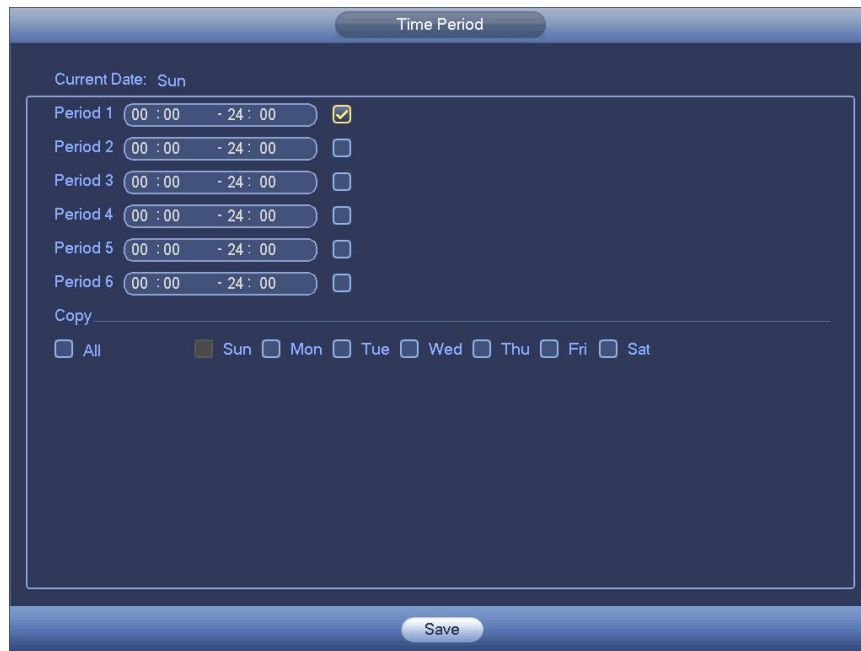 Time Period
Current Date: Sun
Period 1 00 :00 - 24 : 00
Period 2 00 :00 - 24 : 00
Period 3 00 :00 - 24 : 00
Period 4 00 :00 - 24 : 00
Period 5 00 :00 - 24 : 00
Period 6 00 :00 - 24 : 00
Copy
All Sun Mon Tue Wed Thu Fri Sat
Save